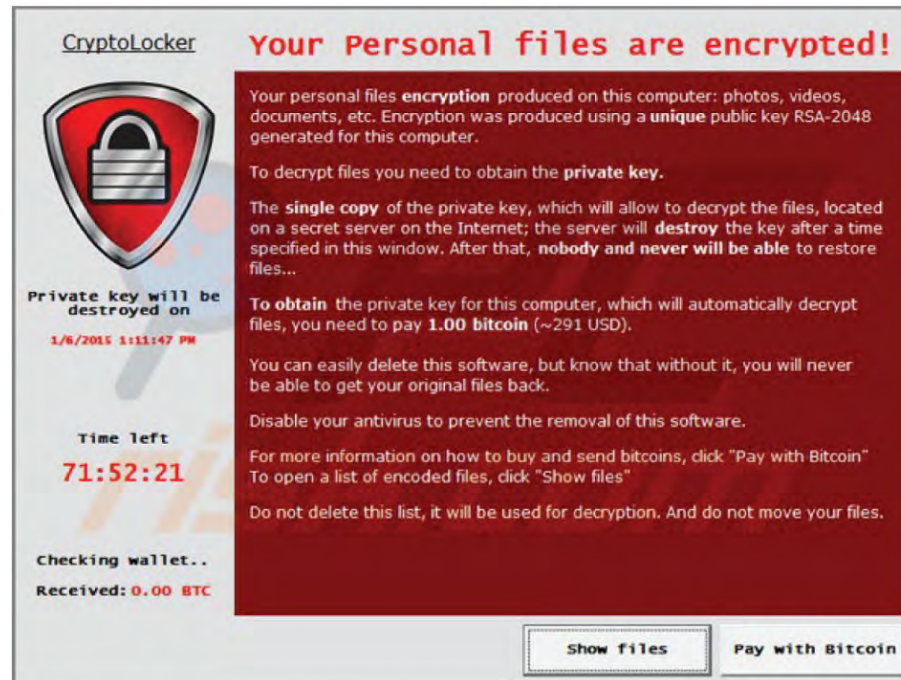 CryptoLocker
Your Personal files are encrypted!
Your personal files encryption produced on this computer: photos, videos,
documents, etc. Encryption was produced using a unique public key RSA-2048
generated for this computer.
To decrypt files you need to obtain the private key.
The single copy of the private key, which will allow to decrypt the files, located
on a secret server on the Internet; the server will destroy the key after a time
specified in this window. After that, nobody and never will be able to restore
files...
To obtain the private key for this computer, which will automatically decrypt
files, you need to pay 1.00 bitcoin (~291 USD).
You can easily delete this software, but know that without it, you will never
be able to get your original files back.
Disable your antivirus to prevent the removal of this software.
For more information on how to buy and send bitcoins, click "Pay with Bitcoin"
To open a list of encoded files, click "Show files"
Do not delete this list, it will be used for decryption. And do not move your files.
Private key will be
destroyed on
1/6/2015 1:11:47 PM
Time left
71:52:21
Checking wallet..
Received: 0.00 BTC
Show files
Pay with Bitcoin